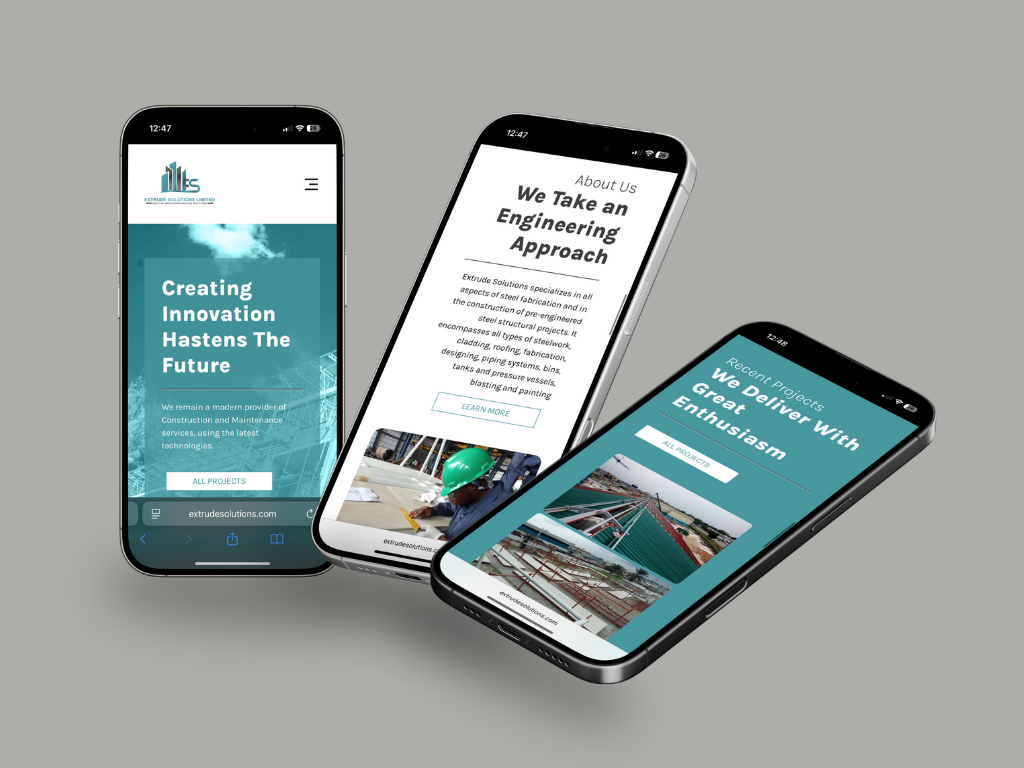 12:47
28
EXTRUDE SOLUTIONS LIMITED
Creating
Innovation
Hastens The
Future
We remain a modern provider of
Construction and Maintenance
services, using the latest
technologies.
ALL PROJECTS
extrudesolutions.com
12:47
28
About Us
We Take an
Engineering
Approach
Extrude Solutions specializes in all
aspects of steel fabrication and in
the construction of pre-engineered
steel structural projects. It
encompasses all types of steelwork,
cladding, roofing, fabrication,
designing, piping systems, bins,
tanks and pressure vessels,
blasting and painting
LEARN MORE
extrudesolutions.c
12:48
Recent Projects
We Deliver With
Great
Enthusiasm
ALL PROJECTS
extrudesolutions.com